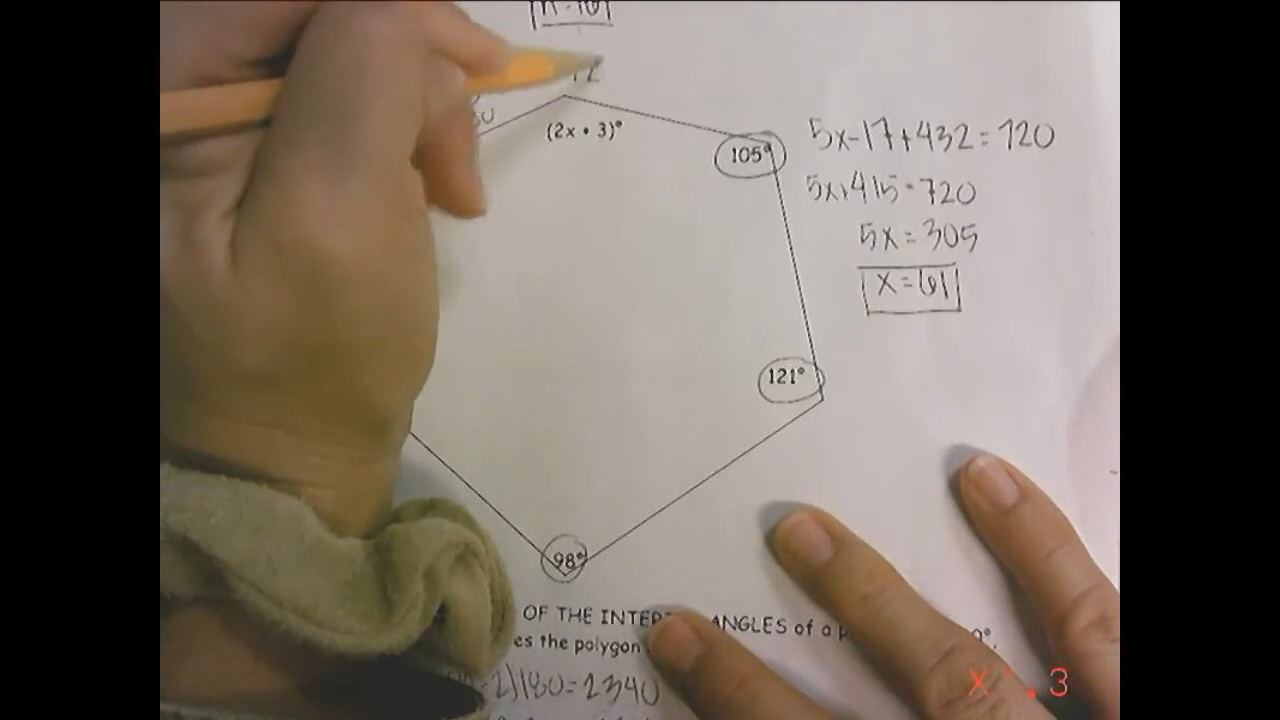 (2x • 3)°
105°
5x-17+432=720
5x+415=720
5x=305
x=61
121°
98°
OF THE ANGLES of a
es the polygon
2)180=2340